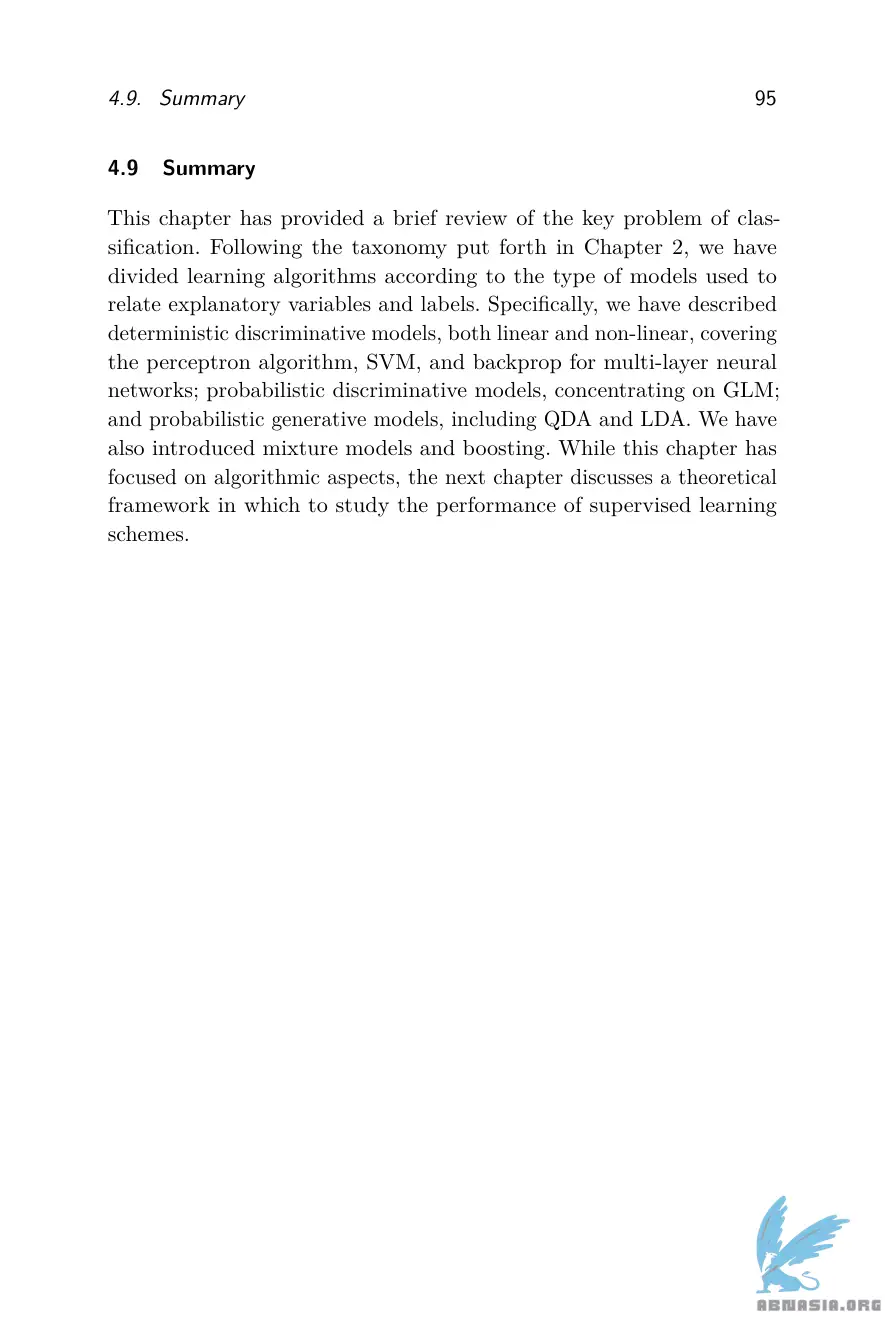 4.9. Summary 95
4.9 Summary
This chapter has provided a brief review of the key problem of clas-
sification. Following the taxonomy put forth in Chapter 2, we have
divided learning algorithms according to the type of models used to
relate explanatory variables and labels. Specifically, we have described
deterministic discriminative models, both linear and non-linear, covering
the perceptron algorithm, SVM, and backprop for multi-layer neural
networks; probabilistic discriminative models, concentrating on GLM;
and probabilistic generative models, including QDA and LDA. We have
also introduced mixture models and boosting. While this chapter has
focused on algorithmic aspects, the next chapter discusses a theoretical
framework in which to study the performance of supervised learning
schemes.
ABNASIA.ORG